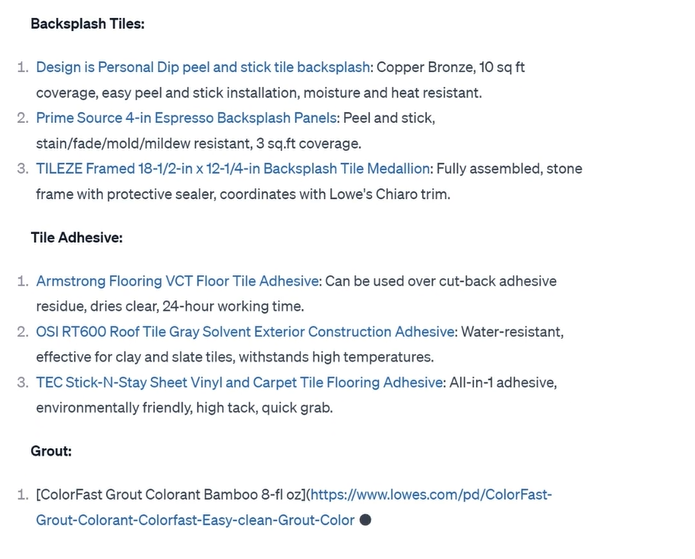 Backsplash Tiles:
1. Design is Personal Dip peel and stick tile backsplash: Copper Bronze, 10 sq ft
coverage, easy peel and stick installation, moisture and heat resistant.
2. Prime Source 4-in Espresso Backsplash Panels: Peel and stick,
stain/fade/mold/mildew resistant, 3 sq.ft coverage.
3. TILEZE Framed 18-1/2-in x 12-1/4-in Backsplash Tile Medallion: Fully assembled, stone
frame with protective sealer, coordinates with Lowe's Chiaro trim.
Tile Adhesive:
1. Armstrong Flooring VCT Floor Tile Adhesive: Can be used over cut-back adhesive
residue, dries clear, 24-hour working time.
2. OSI RT600 Roof Tile Gray Solvent Exterior Construction Adhesive: Water-resistant,
effective for clay and slate tiles, withstands high temperatures.
3. TEC Stick-N-Stay Sheet Vinyl and Carpet Tile Flooring Adhesive: All-in-1 adhesive,
environmentally friendly, high tack, quick grab.
Grout:
1. [ColorFast Grout Colorant Bamboo 8-fl oz](https://www.lowes.com/pd/ColorFast-
Grout-Colorant-Colorfast-Easy-clean-Grout-Color